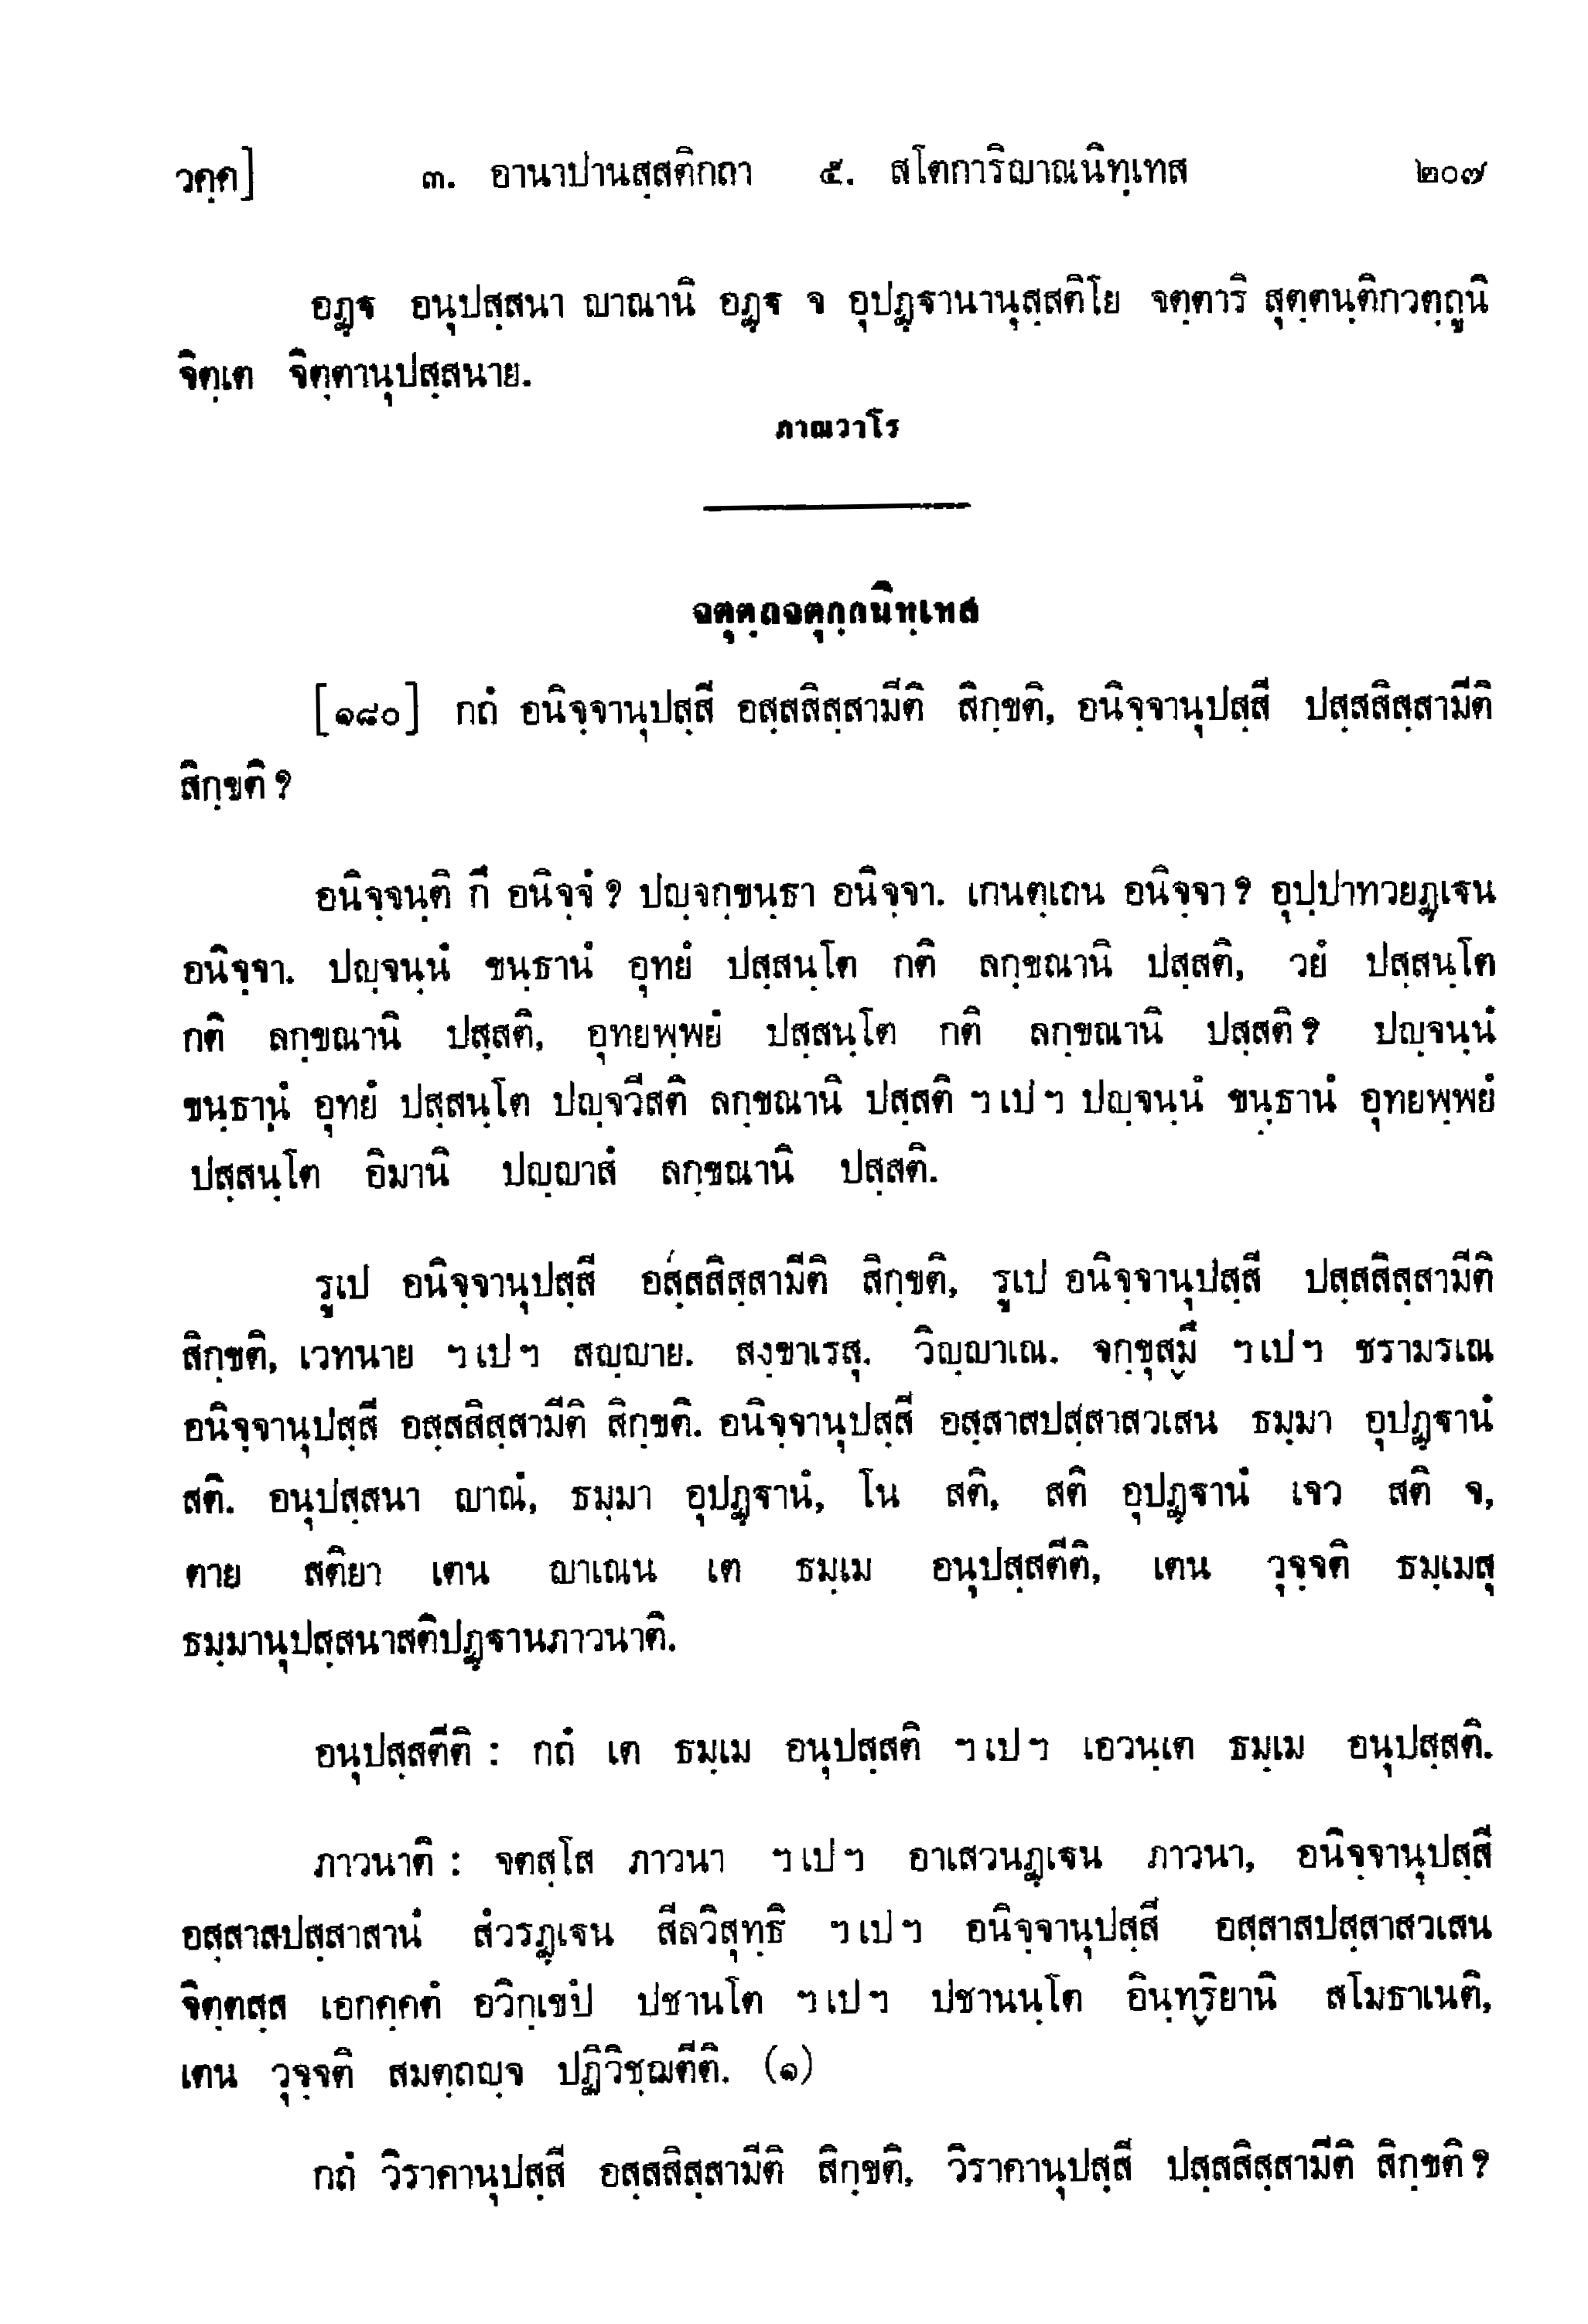 วคฺค]	๓. อานาปานสฺสติกถา ๕. สโตการิญาณนิทฺเทส	๒๐๗
อฏฺฐ อนุปสฺสนา ญาณานิ อฏฺฐ จ อุปฏฺฐานานุสฺสติโย จตฺตาริ สุตฺตนฺติกวตฺถูนิ
จิตฺเต จิตฺตานุปสฺสนาย.
ภาณวาโร
จตุตฺถจตุกฺกนิทฺเทส
[๑๘๐] กถํ อนิจฺจานุปสฺสี อสฺสสิสฺสามีติ สิกฺขติ, อนิจฺจานุปสฺสี ปสฺสสิสฺสามีติ
สิกฺขติ ?
อนิจฺจนฺติ กึ อนิจฺจํ ? ปญฺจกฺขนฺธา อนิจฺจา. เกนตฺเถน อนิจฺจา ? อุปฺปาทวยฏฺเฐน
อนิจฺจา. ปญฺจนฺนํ ขนฺธานํ อุทยํ ปสฺสนฺโต กติ ลกฺขณานิ ปสฺสติ, วยํ ปสฺสนฺโต
กติ ลกฺขณานิ ปสฺสติ, อุทยพฺพยํ ปสฺสนฺโต กติ ลกฺขณานิ ปสฺสติ ? ปญฺจนฺนํ
ขนฺธานํ อุทยํ ปสฺสนฺโต ปญฺจวีสติ ลกฺขณานิ ปสฺสติ ฯ เป ฯ ปญฺจนฺนํ ขนฺธานํ อุทยพฺพยํ
ปสฺสนฺโต อิมานิ ปญฺญาสํ ลกฺขณานิ ปสฺสติ.
รูเป อนิจฺจานุปสฺสี อสฺสสิสฺสามีติ สิกฺขติ, รูเป อนิจฺจานุปสฺสี ปสฺสสิสฺสามีติ
สิกฺขติ, เวทนาย ฯ เป ฯ สญฺญาย. สงฺขาเรสุ. วิญฺญาเณ. จกฺขุสฺมึ ฯ เป ฯ ชรามรเณ
อนิจฺจานุปสฺสี อสฺสสิสฺสามีติ สิกฺขติ. อนิจฺจานุปสฺสี อสฺสาสปสฺสาสวเสน ธมฺมา อุปฏฺฐานํ
สติ. อนุปสฺสนา ญาณํ, ธมฺมา อุปฏฺฐานํ, โน สติ, สติ อุปฏฺฐานํ เจว สติ จ,
ตาย สติยา เตน ญาเณน เต ธมฺเม อนุปสฺสตีติ, เตน วุจฺจติ ธมฺเมสุ
ธมฺมานุปสฺสนาสติปฏฺฐานภาวนาติ.
อนุปสฺสตีติ : กถํ เต ธมฺเม อนุปสฺสติ ฯ เป ฯ เอวนฺเต ธมฺเม อนุปสฺสติ.
ภาวนาติ : จตสฺโส ภาวนา ฯ เป ฯ อาเสวนฏฺเฐน ภาวนา, อนิจฺจานุปสฺสี
อสฺสาสปสฺสาสานํ สํวรฏฺเฐน สีลวิสุทฺธิ ฯ เป ฯ อนิจฺจานุปสฺสี อสฺสาสปสฺสาสวเสน
จิตฺตสฺส เอกคฺคตํ อวิกฺเขปํ ปชานโต ฯ เป ฯ ปชานนฺโต อินฺทฺริยานิ สโมธาเนติ,
เตน วุจฺจติ สมตฺถญฺจ ปฏิวิชฺฌตีติ. (๑)
กถํ วิราคานุปสฺสี อสฺสสิสฺสามีติ สิกฺขติ, วิราคานุปสฺสี ปสฺสสิสฺสามีติ สิกฺขติ ?